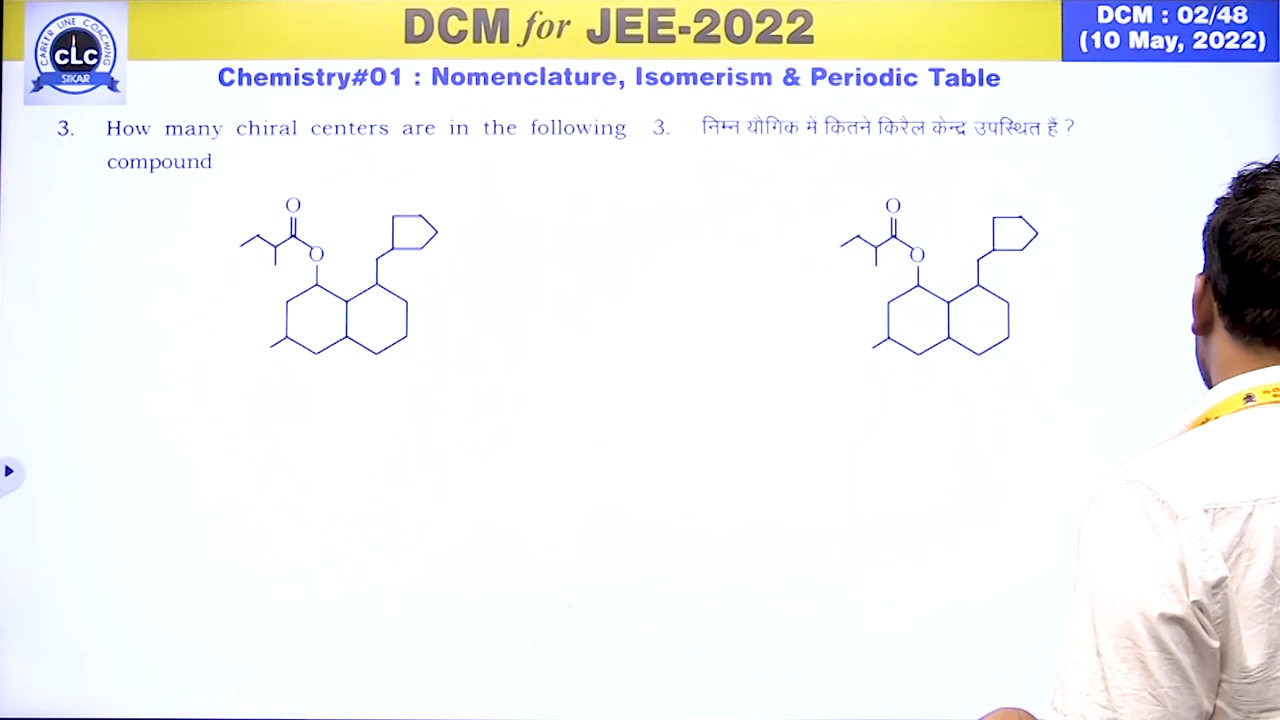 CAREER LINE COACHING
CLC
SIKAR
DCM for JEE-2022
DCM : 02/48
(10 May, 2022)
Chemistry#01 : Nomenclature, Isomerism & Periodic Table
3. How many chiral centers are in the following
compound
O
O
3. निम्न यौगिक में कितने किरैल केन्द्र उपस्थित हैं ?
O
O